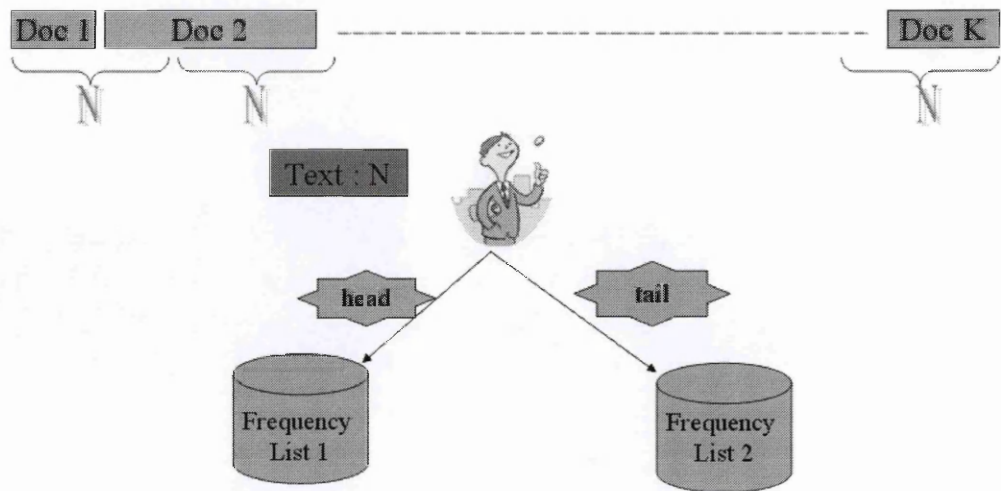 Doc 1
Doc 2
Doc K
N
N
N
Text : N
head
tail
Frequency
List 1
Frequency
List 2